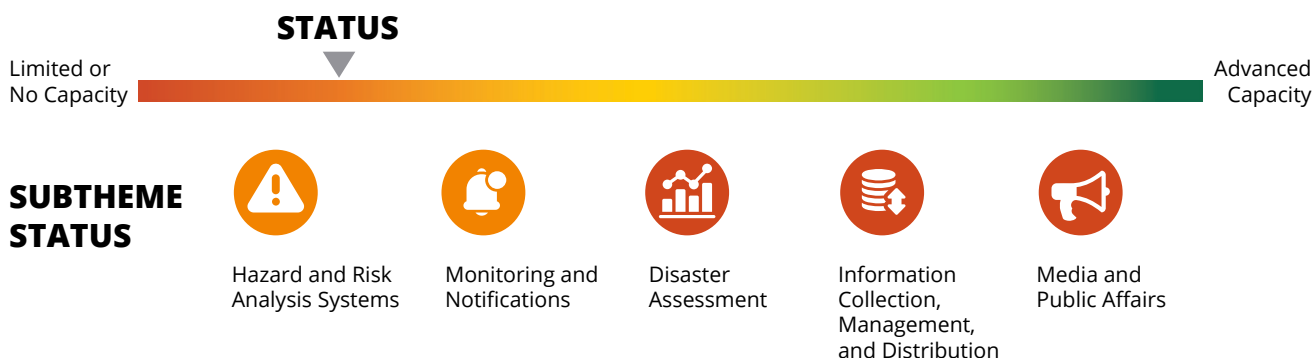 STATUS
Limited or
No Capacity
Advanced
Capacity
SUBTHEME
STATUS
Hazard and Risk
Analysis Systems
Monitoring and
Notifications
Disaster
Assessment
Information
Collection,
Management,
and Distribution
Media and
Public Affairs